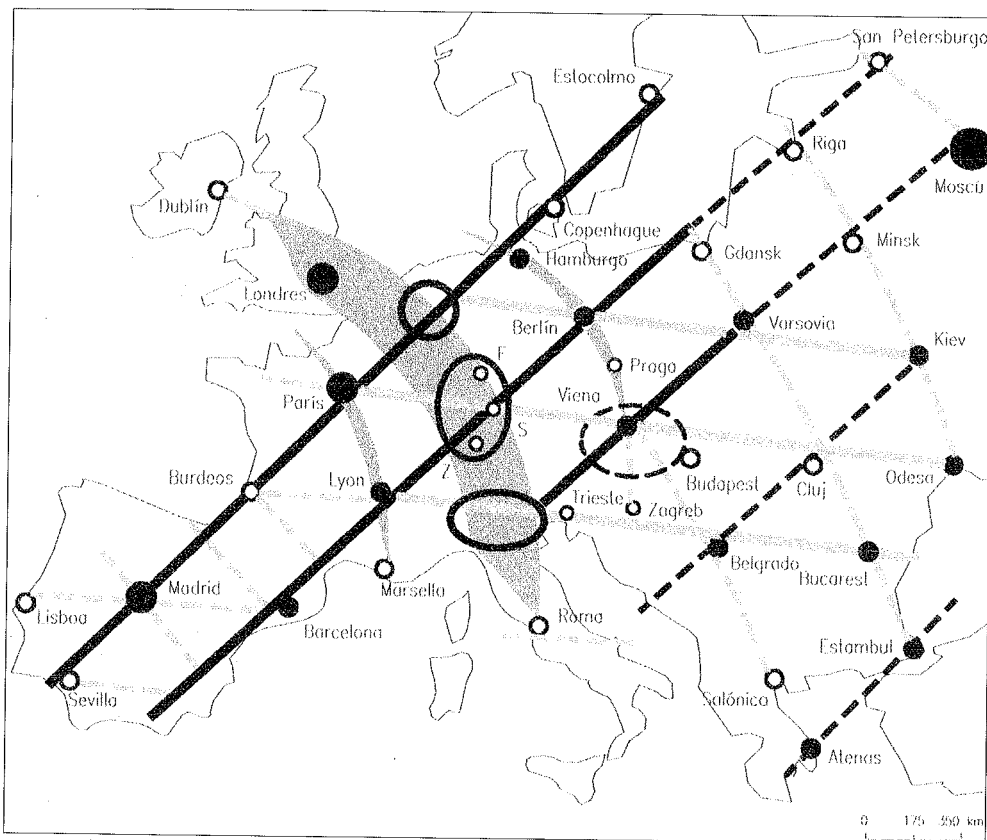 San Petersburgo
Estocolmo
Riga
Moscú
Dublín
Copenhague
Minsk
Hamburgo
Gdansk
Londres
Berlín
Varsovia
Kiev
F
Praga
París
Viena
S
Z
Burdeos
Lyon
Budapest
Cluj
Odesa
Trieste
Zagreb
Belgrado
Bucarest
Madrid
Marsella
Lisboa
Barcelona
Roma
Estambul
Sevilla
Salónica
Atenas
0 175 350 km